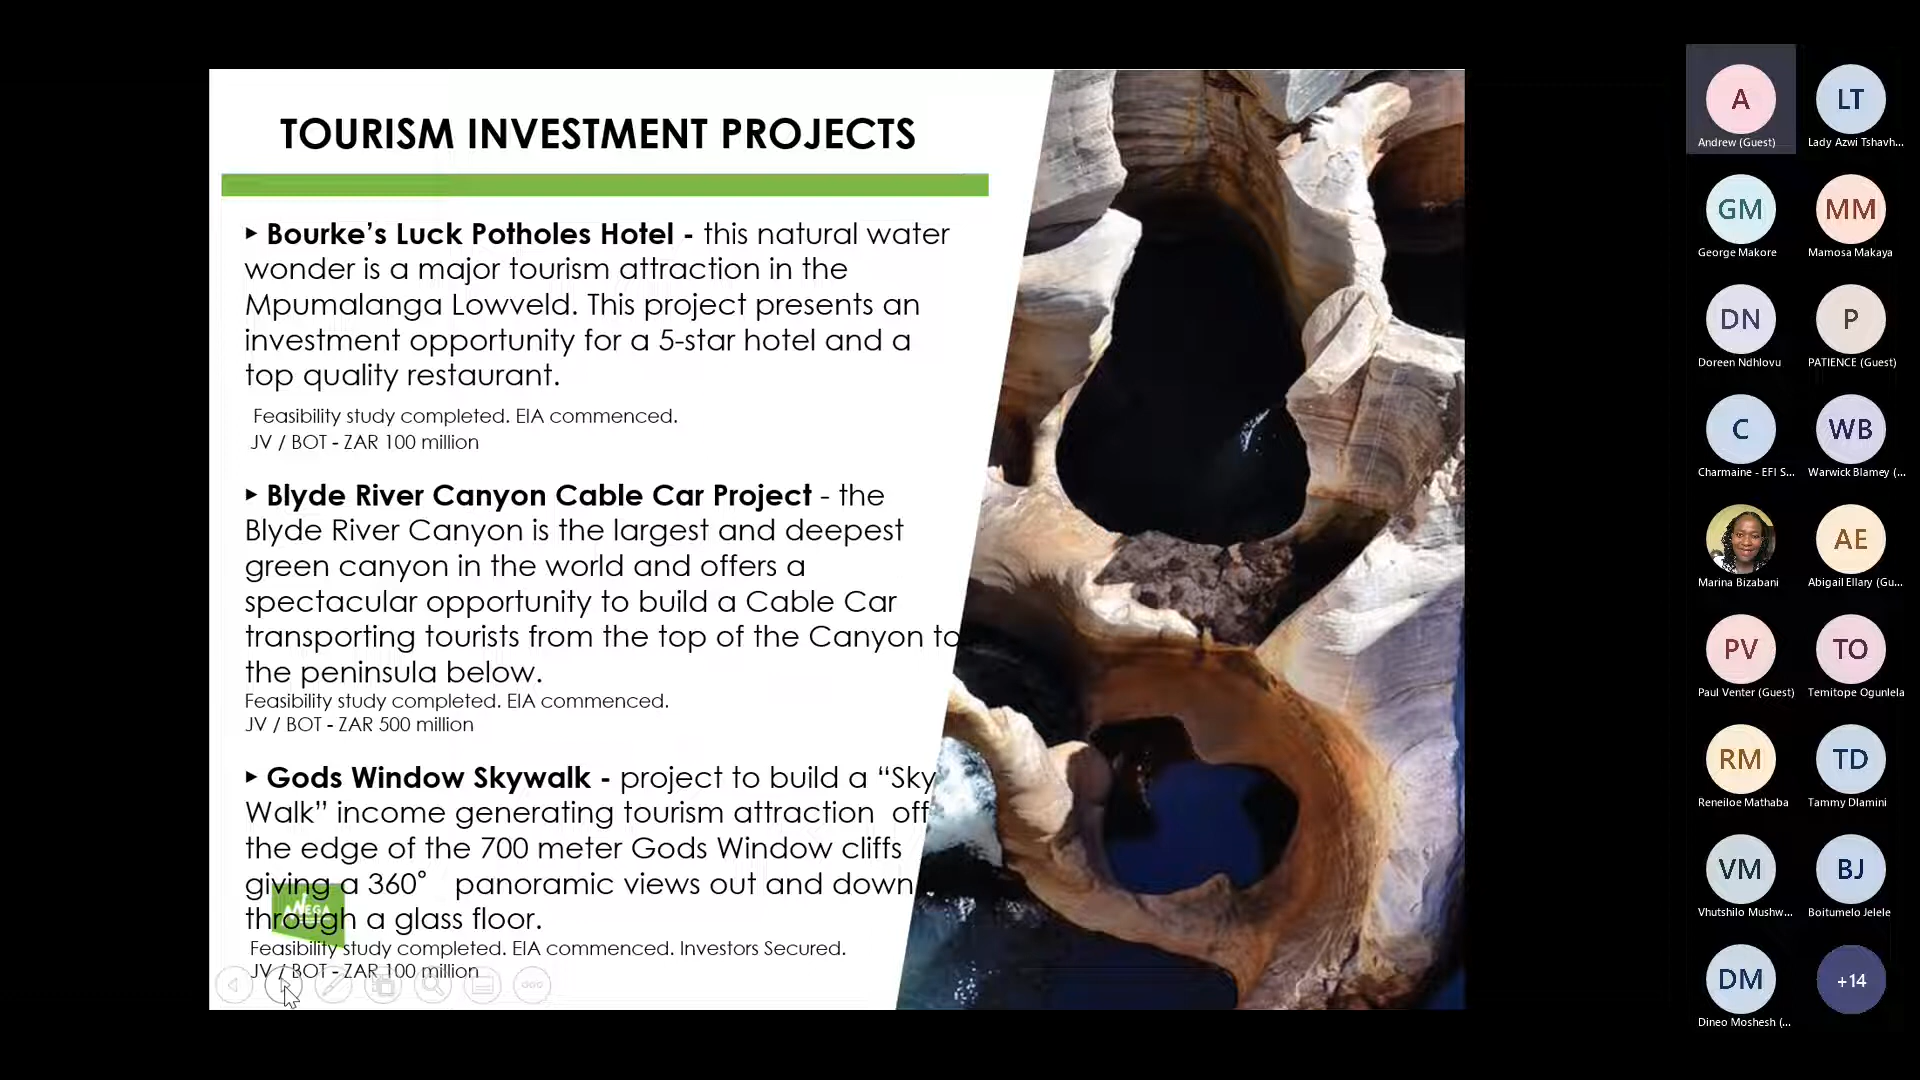 TOURISM INVESTMENT PROJECTS
▸ Bourke’s Luck Potholes Hotel - this natural water
wonder is a major tourism attraction in the
Mpumalanga Lowveld. This project presents an
investment opportunity for a 5-star hotel and a
top quality restaurant.
Feasibility study completed. EIA commenced.
JV / BOT - ZAR 100 million
▸ Blyde River Canyon Cable Car Project - the
Blyde River Canyon is the largest and deepest
green canyon in the world and offers a
spectacular opportunity to build a Cable Car
transporting tourists from the top of the Canyon to
the peninsula below.
Feasibility study completed. EIA commenced.
JV / BOT - ZAR 500 million
▸ Gods Window Skywalk - project to build a “Sky
Walk” income generating tourism attraction off
the edge of the 700 meter Gods Window cliffs
giving a 360° panoramic views out and down
through a glass floor.
Feasibility study completed. EIA commenced. Investors Secured.
JV / BOT - ZAR 100 million
A
Andrew (Guest)
LT
Lady Azwi Tshavh...
GM
George Makore
MM
Mamosa Makaya
DN
Doreen Ndhlovu
P
PATIENCE (Guest)
C
Charmaine - EFI S...
WB
Warwick Blamey (...
Marina Bizabani
AE
Abigail Ellary (Gu...
PV
Paul Venter (Guest)
TO
Temitope Ogunlela
RM
Reneiloe Mathaba
TD
Tammy Dlamini
VM
Vhutshilo Mushw...
BJ
Boitumelo Jelele
DM
Dineo Moshesh (...
+14